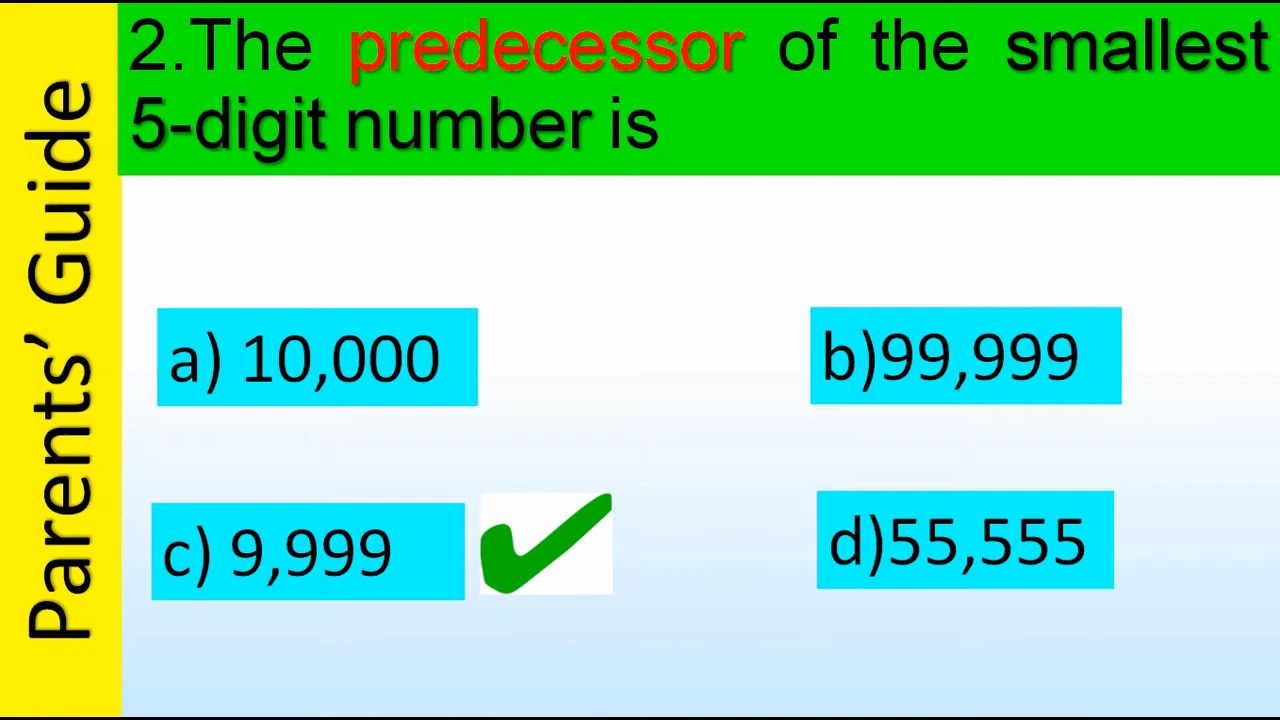 Parents’ Guide
2.The predecessor of the smallest
5-digit number is
a) 10,000
b)99,999
c) 9,999
d)55,555